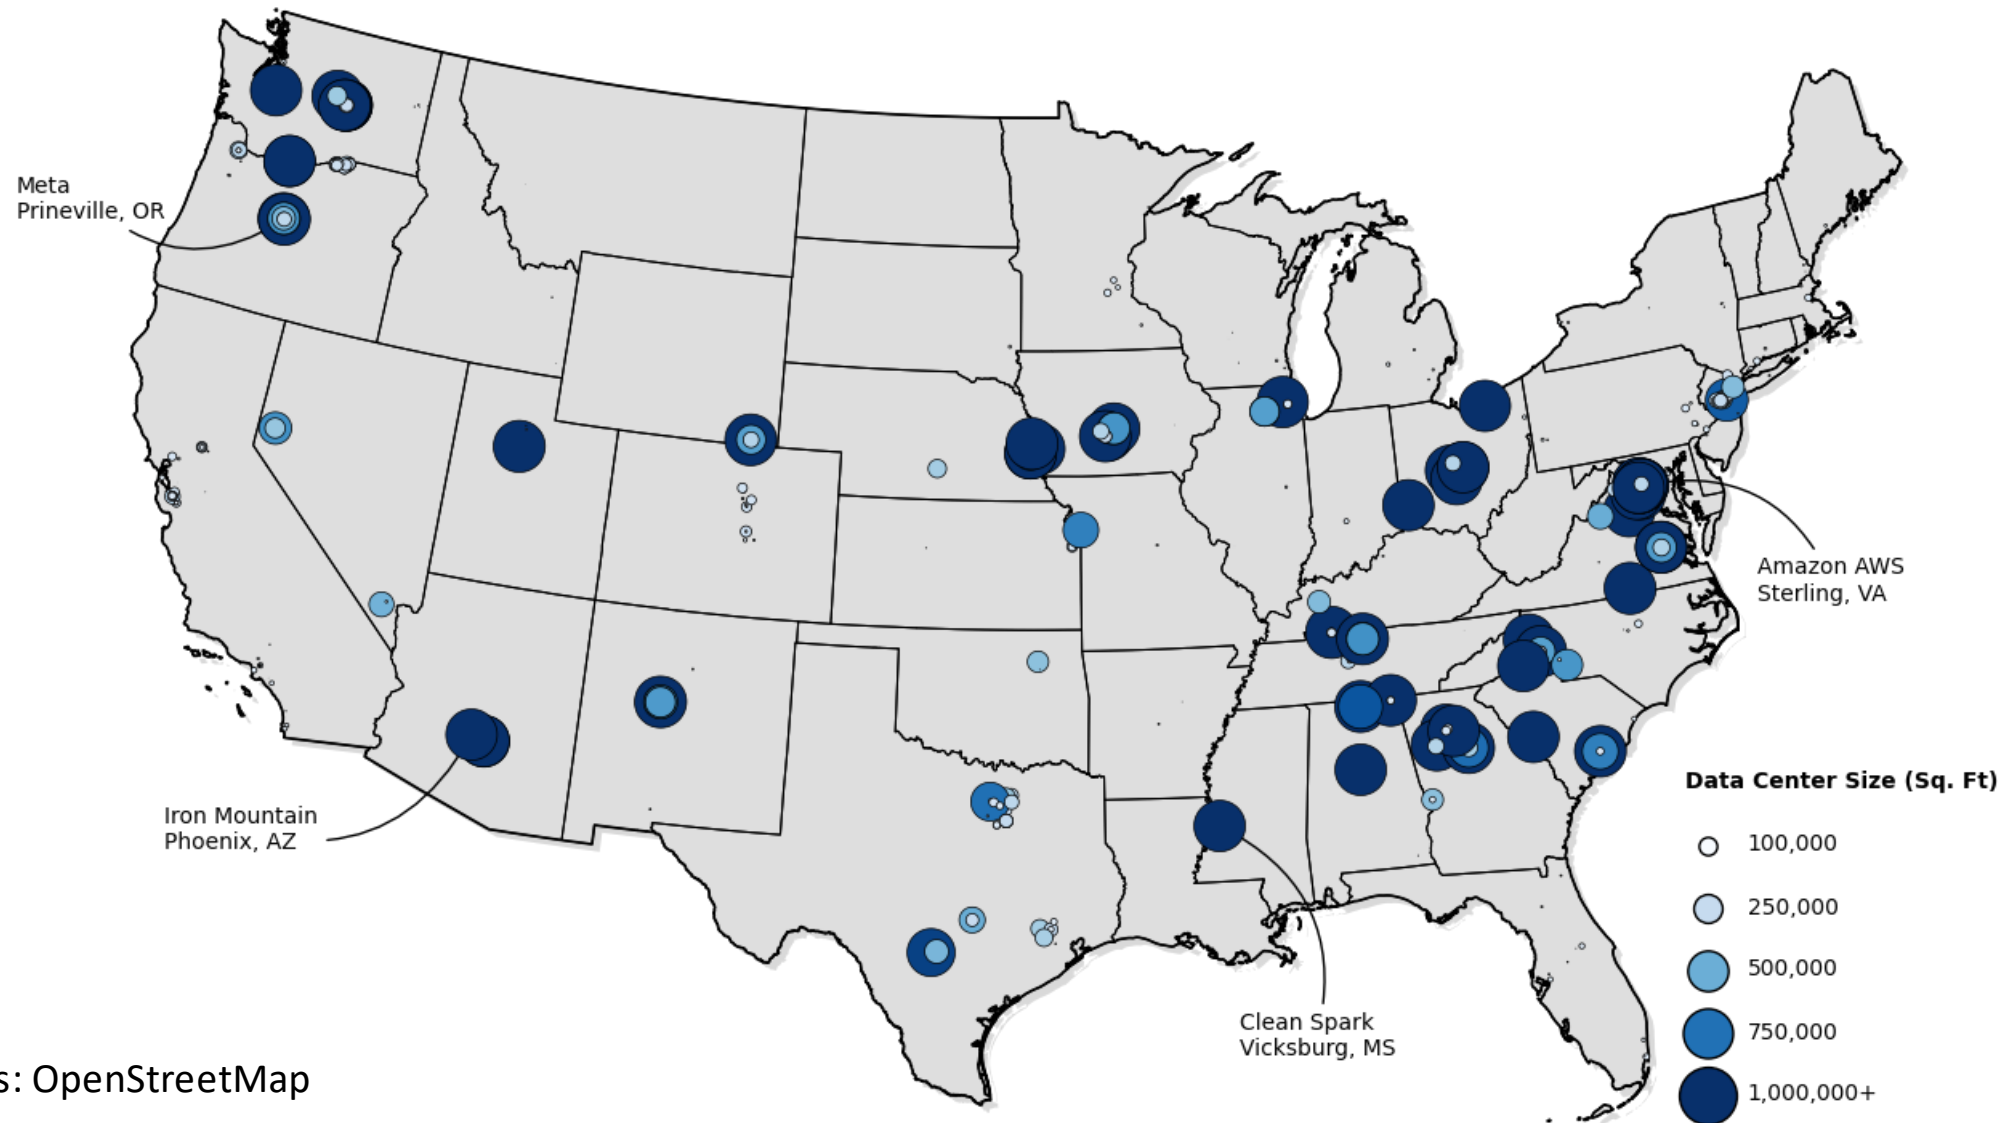 Meta
Prineville, OR
Amazon AWS
Sterling, VA
Iron Mountain
Phoenix, AZ
Clean Spark
Vicksburg, MS
Data Center Size (Sq. Ft)
100,000
250,000
500,000
750,000
1,000,000+
s: OpenStreetMap